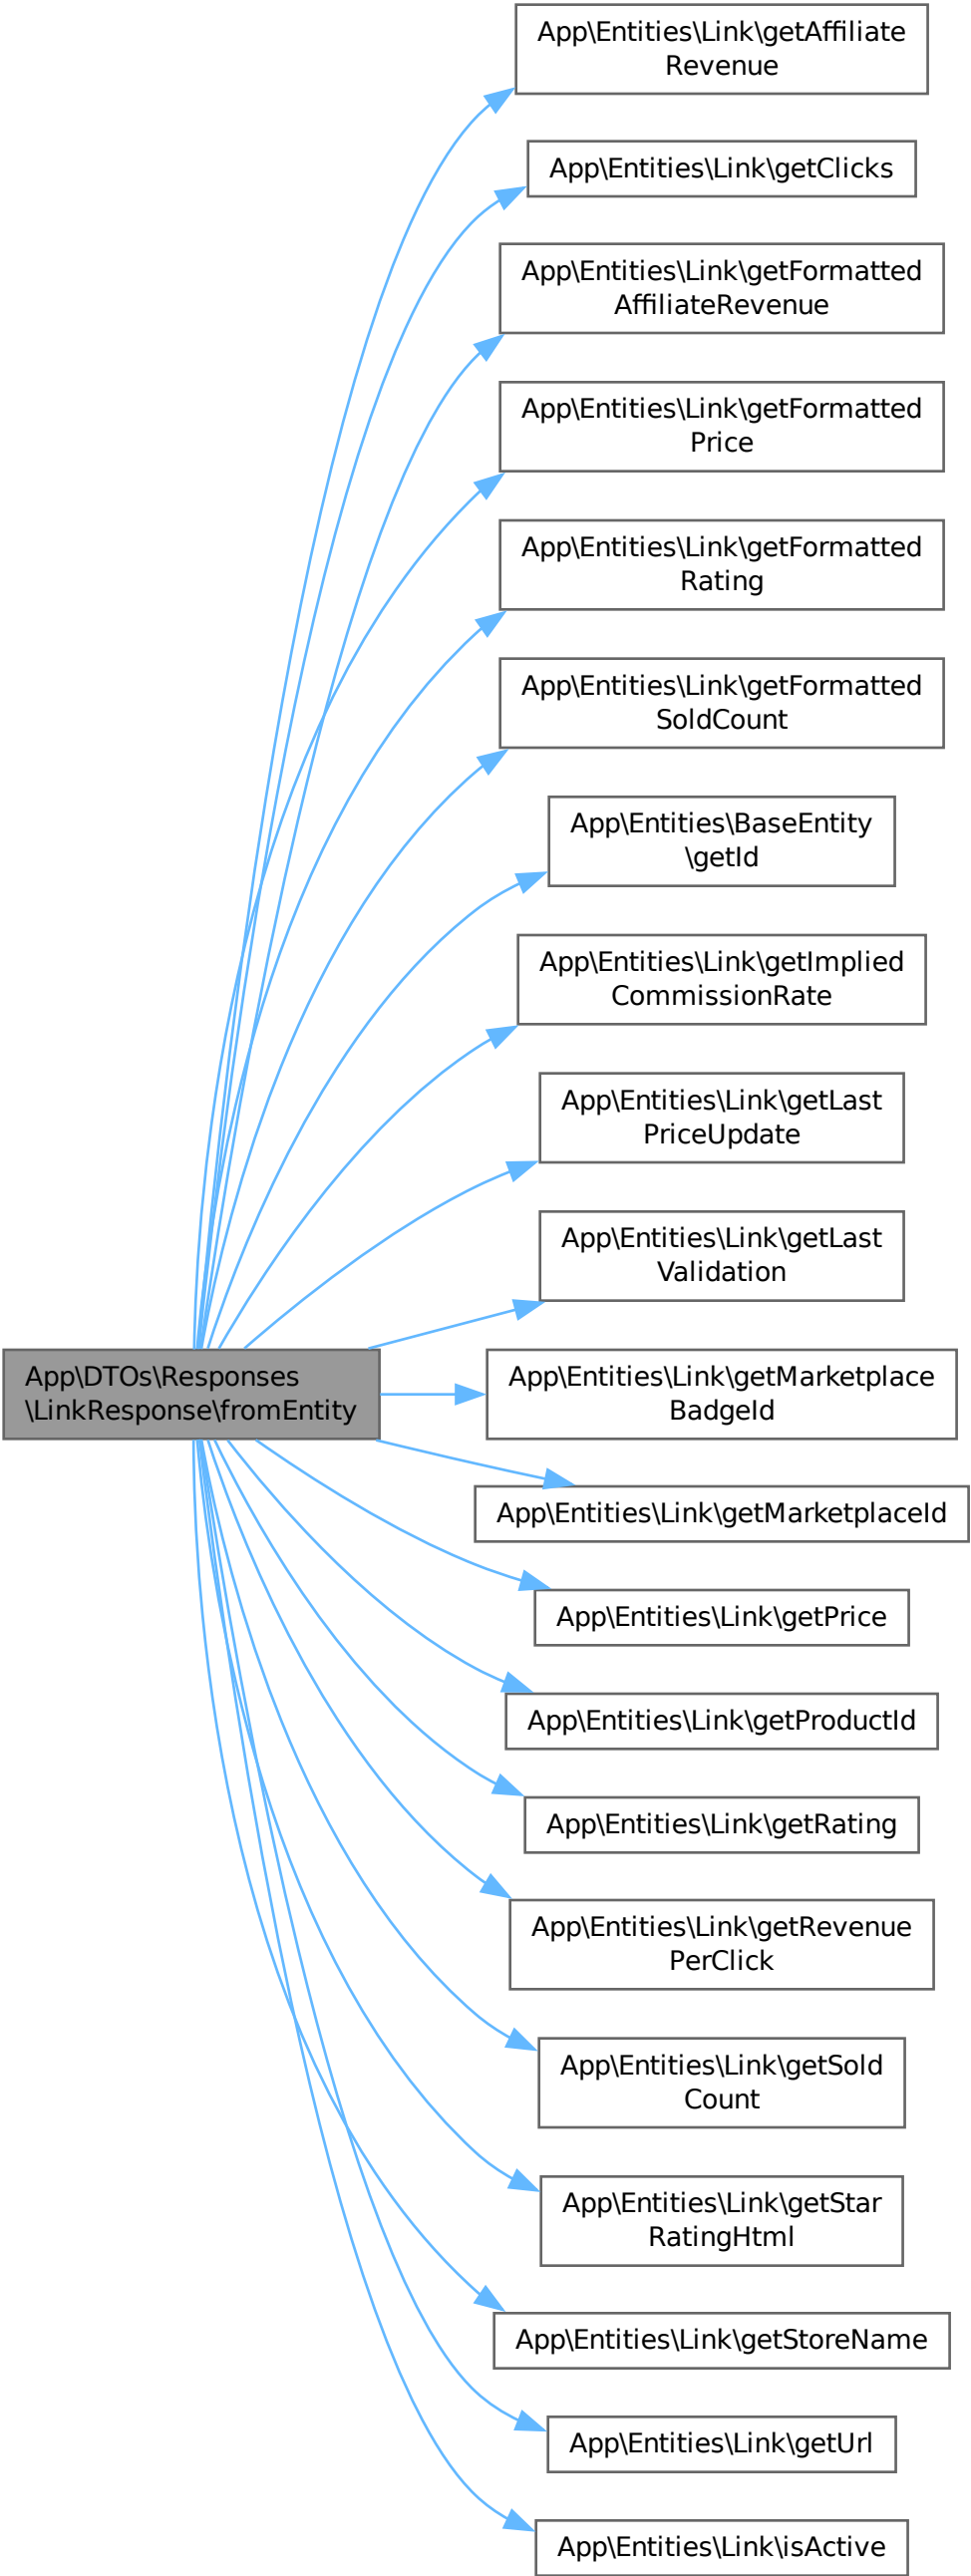 App\Entities\Link\getAffiliate
Revenue
App\Entities\Link\getClicks
App\Entities\Link\getFormatted
AffiliateRevenue
App\Entities\Link\getFormatted
Price
App\Entities\Link\getFormatted
Rating
App\Entities\Link\getFormatted
SoldCount
App\Entities\BaseEntity
\getId
App\Entities\Link\getImplied
CommissionRate
App\Entities\Link\getLast
PriceUpdate
App\Entities\Link\getLast
Validation
App\DTOs\Responses
\LinkResponse\fromEntity
App\Entities\Link\getMarketplace
BadgeId
App\Entities\Link\getMarketplaceId
App\Entities\Link\getPrice
App\Entities\Link\getProductId
App\Entities\Link\getRating
App\Entities\Link\getRevenue
PerClick
App\Entities\Link\getSold
Count
App\Entities\Link\getStar
RatingHtml
App\Entities\Link\getStoreName
App\Entities\Link\getUrl
App\Entities\Link\isActive